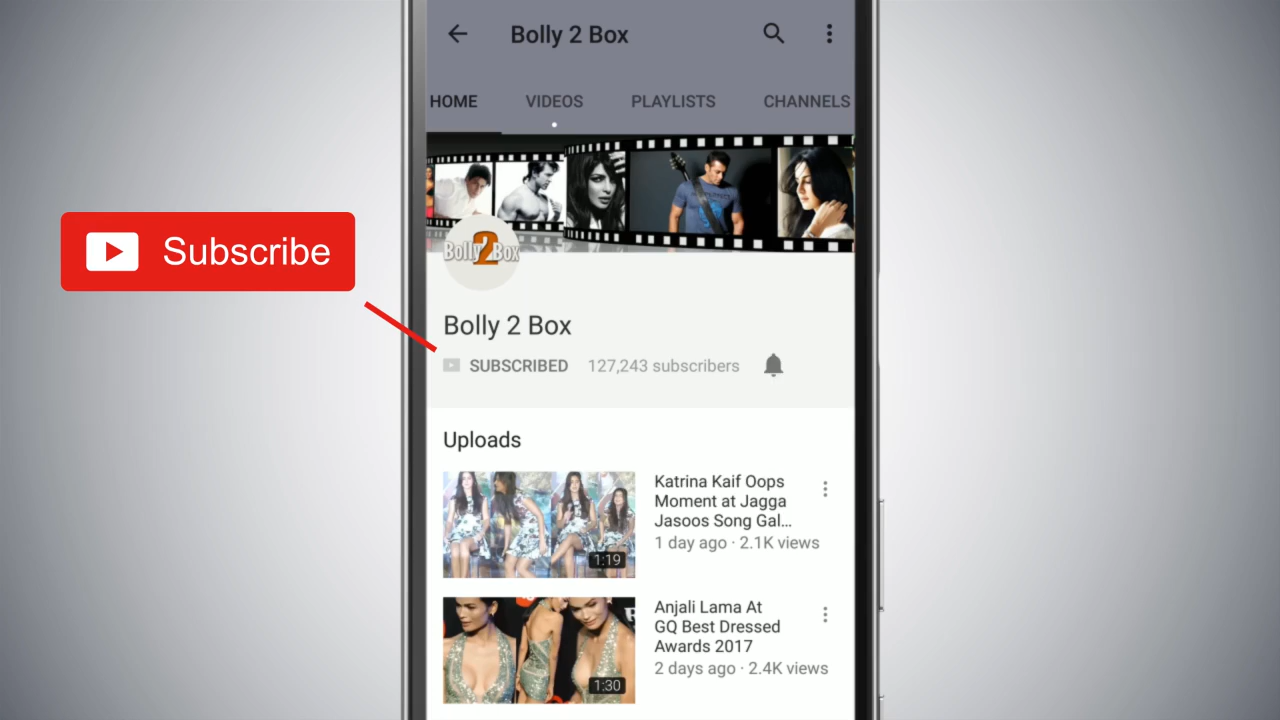 Bolly 2 Box
HOME VIDEOS PLAYLISTS CHANNELS
Subscribe
Bolly 2 Box
Bolly 2 Box
SUBSCRIBED 127,243 subscribers
Uploads
Katrina Kaif Oops
Moment at Jagga
Jasoos Song Gal...
1 day ago · 2.1K views
1:19
Anjali Lama At
GQ Best Dressed
Awards 2017
2 days ago · 2.4K views
1:30